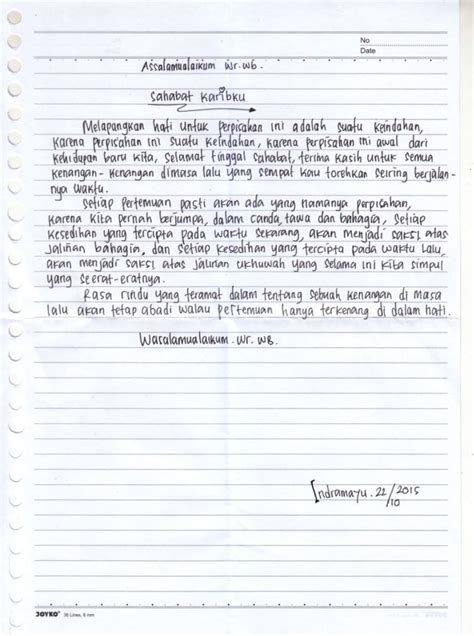 No
Date
Assalamualaikum Wr. Wb.
Sahabat Karibku
Melapangkan hati untuk perpisahan ini adalah suatu keindahan,
karena perpisahan ini suatu keindahan, karena perpisahan ini awal dari
kehidupan baru kita, selamat tinggal sahabat, terima kasih untuk semua
kenangan-kenangan dimasa lalu yang sempat kau torehkan seiring berjalan-
nya waktu.
Setiap pertemuan pasti akan ada yang namanya perpisahan,
karena kita pernah berjumpa, dalam canda, tawa dan bahagia, setiap
kesedihan yang tercipta pada waktu sekarang, akan menjadi saksi atas
jalinan bahagia, dan setiap kesedihan yang tercipta pada waktu lalu,
akan menjadi saksi atas jalinan ukhuwah yang selama ini kita simpul
yang seerat-eratnya.
Rasa rindu yang teramat dalam tentang sebuah kenangan di masa
lalu akan tetap abadi walau pertemuan hanya terkenang di dalam hati.
Wasalamualaikum. Wr. WB.
Indramayu. 22/10 2015
JOYKO 36 Lines, 8 mm